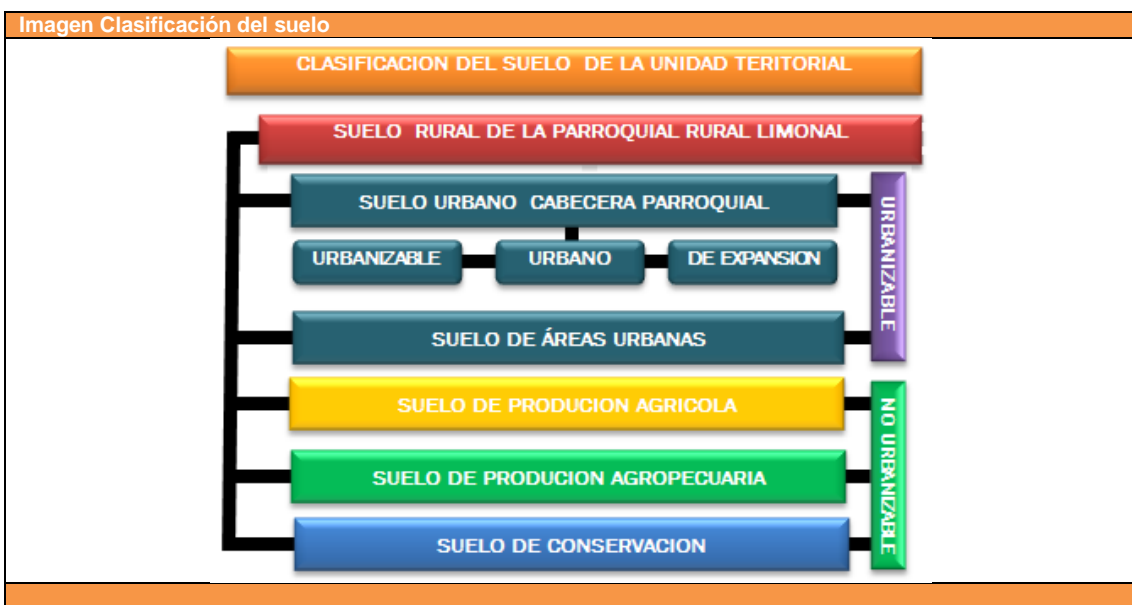 Imagen Clasificación del suelo
CLASIFICACION DEL SUELO DE LA UNIDAD TERITORIAL
SUELO RURAL DE LA PARROQUIAL RURAL LIMONAL
SUELO URBANO CABECERA PARROQUIAL
URBANIZABLE
URBANO
DE EXPANSION
SUELO DE ÁREAS URBANAS
URBANIZABLE
SUELO DE PRODUCION AGRICOLA
SUELO DE PRODUCION AGROPECUARIA
SUELO DE CONSERVACION
NO URBANIZABLE